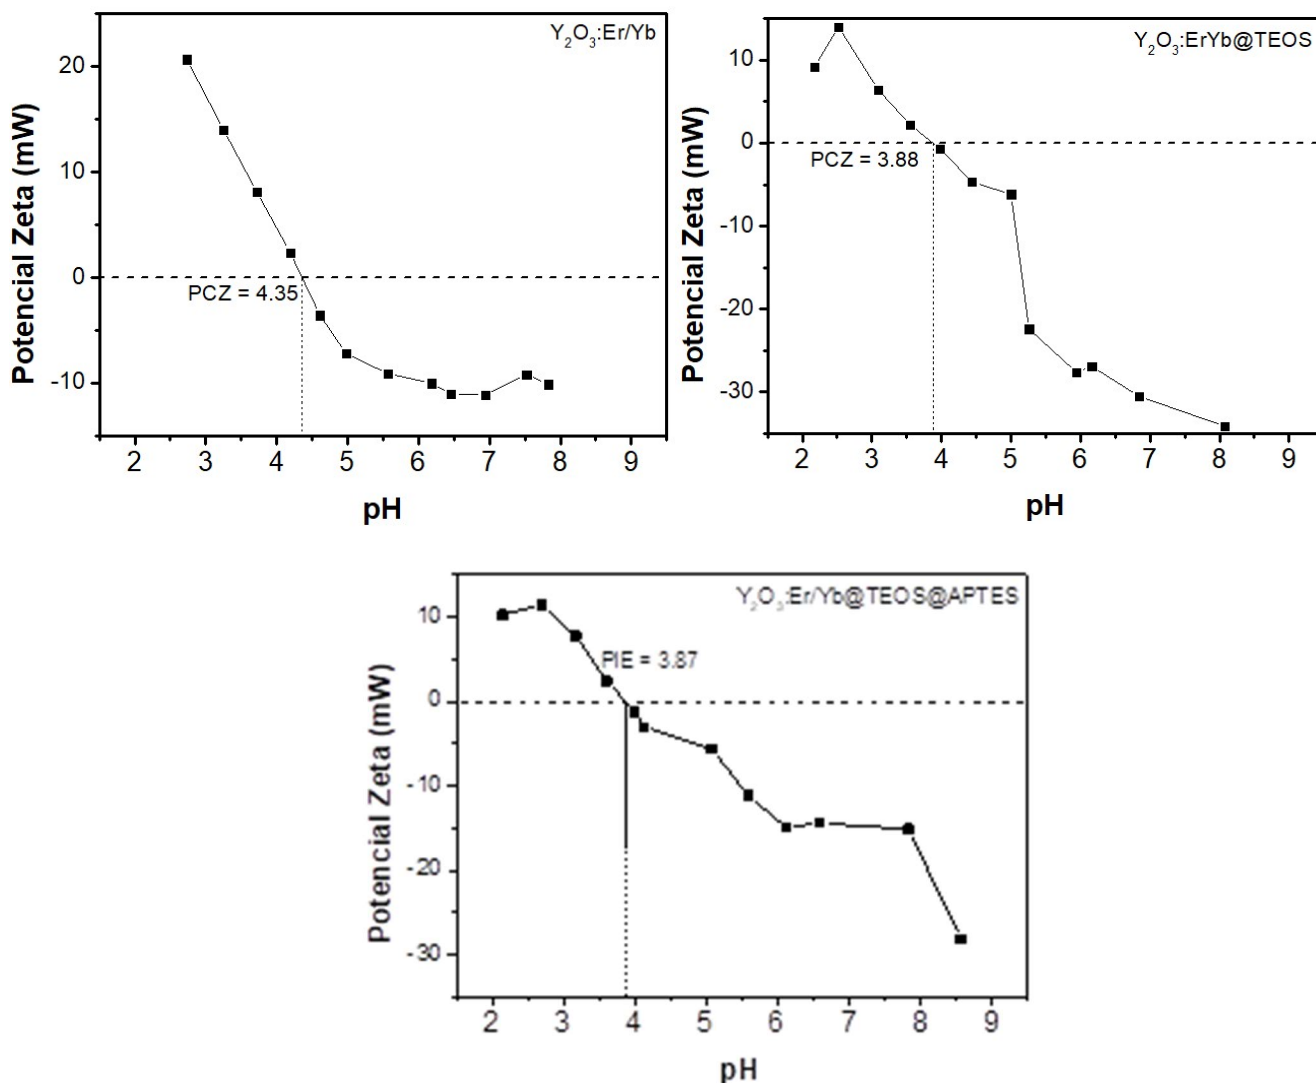 Y₂O₃:Er/Yb
Potencial Zeta (mW)
20
10
0
-10
PCZ = 4.35
2 3 4 5 6 7 8 9
pH
Y₂O₃:ErYb@TEOS
Potencial Zeta (mW)
10
0
-10
-20
-30
PCZ = 3.88
2 3 4 5 6 7 8 9
pH
Y₂O₃:Er/Yb@TEOS@APTES
Potencial Zeta (mW)
10
0
-10
-20
-30
PIE = 3.87
2 3 4 5 6 7 8 9
pH